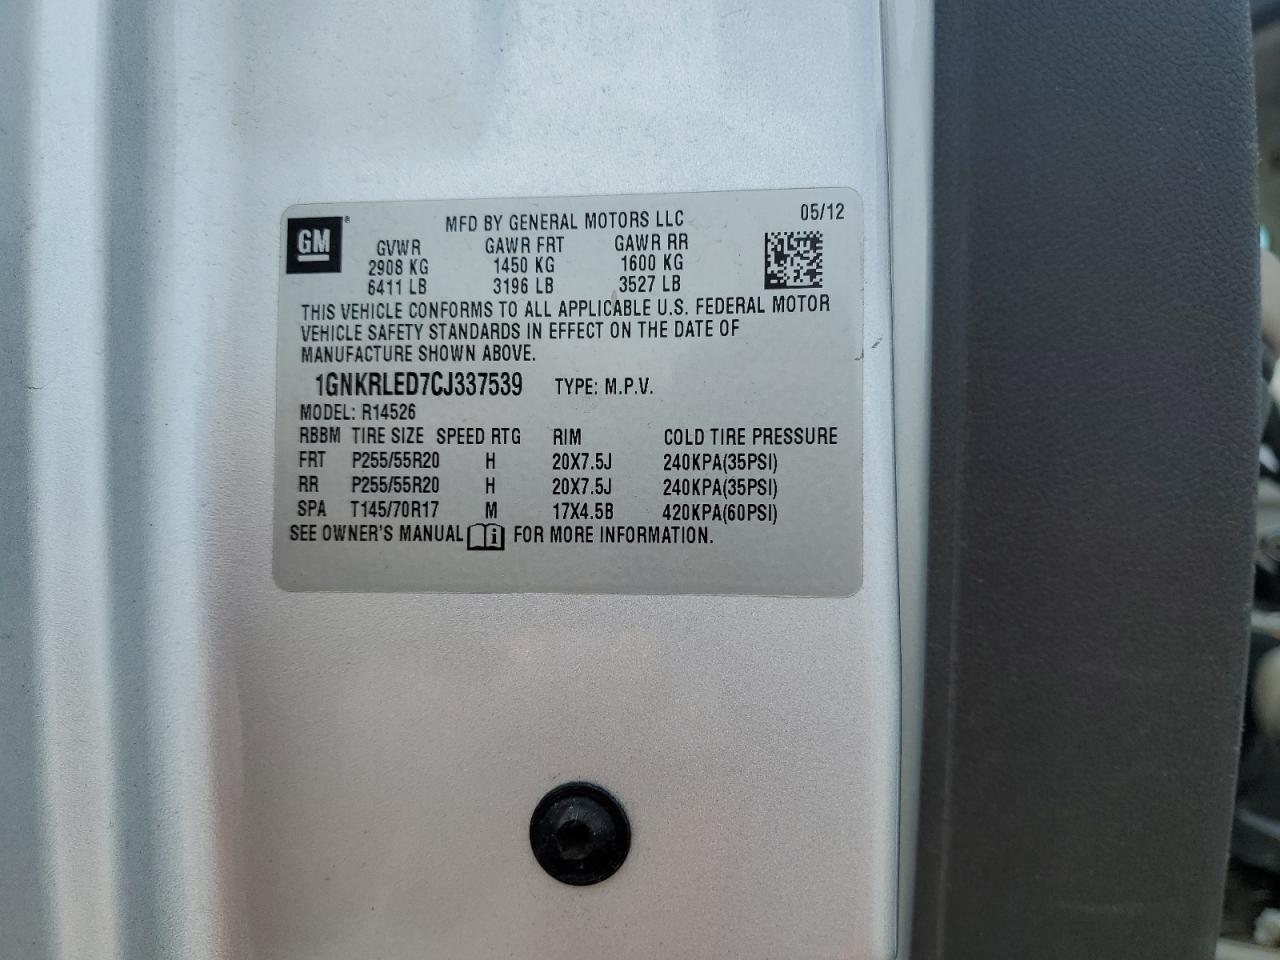 MFD BY GENERAL MOTORS LLC 05/12
GM ®
GVWR GAWR FRT GAWR RR
2908 KG 1450 KG 1600 KG
6411 LB 3196 LB 3527 LB
THIS VEHICLE CONFORMS TO ALL APPLICABLE U.S. FEDERAL MOTOR
VEHICLE SAFETY STANDARDS IN EFFECT ON THE DATE OF
MANUFACTURE SHOWN ABOVE.
1GNKRLED7CJ337539 TYPE: M.P.V.
MODEL: R14526
RBBM TIRE SIZE SPEED RTG RIM COLD TIRE PRESSURE
FRT P255/55R20 H 20X7.5J 240KPA(35PSI)
RR P255/55R20 H 20X7.5J 240KPA(35PSI)
SPA T145/70R17 M 17X4.5B 420KPA(60PSI)
SEE OWNER'S MANUAL i FOR MORE INFORMATION.